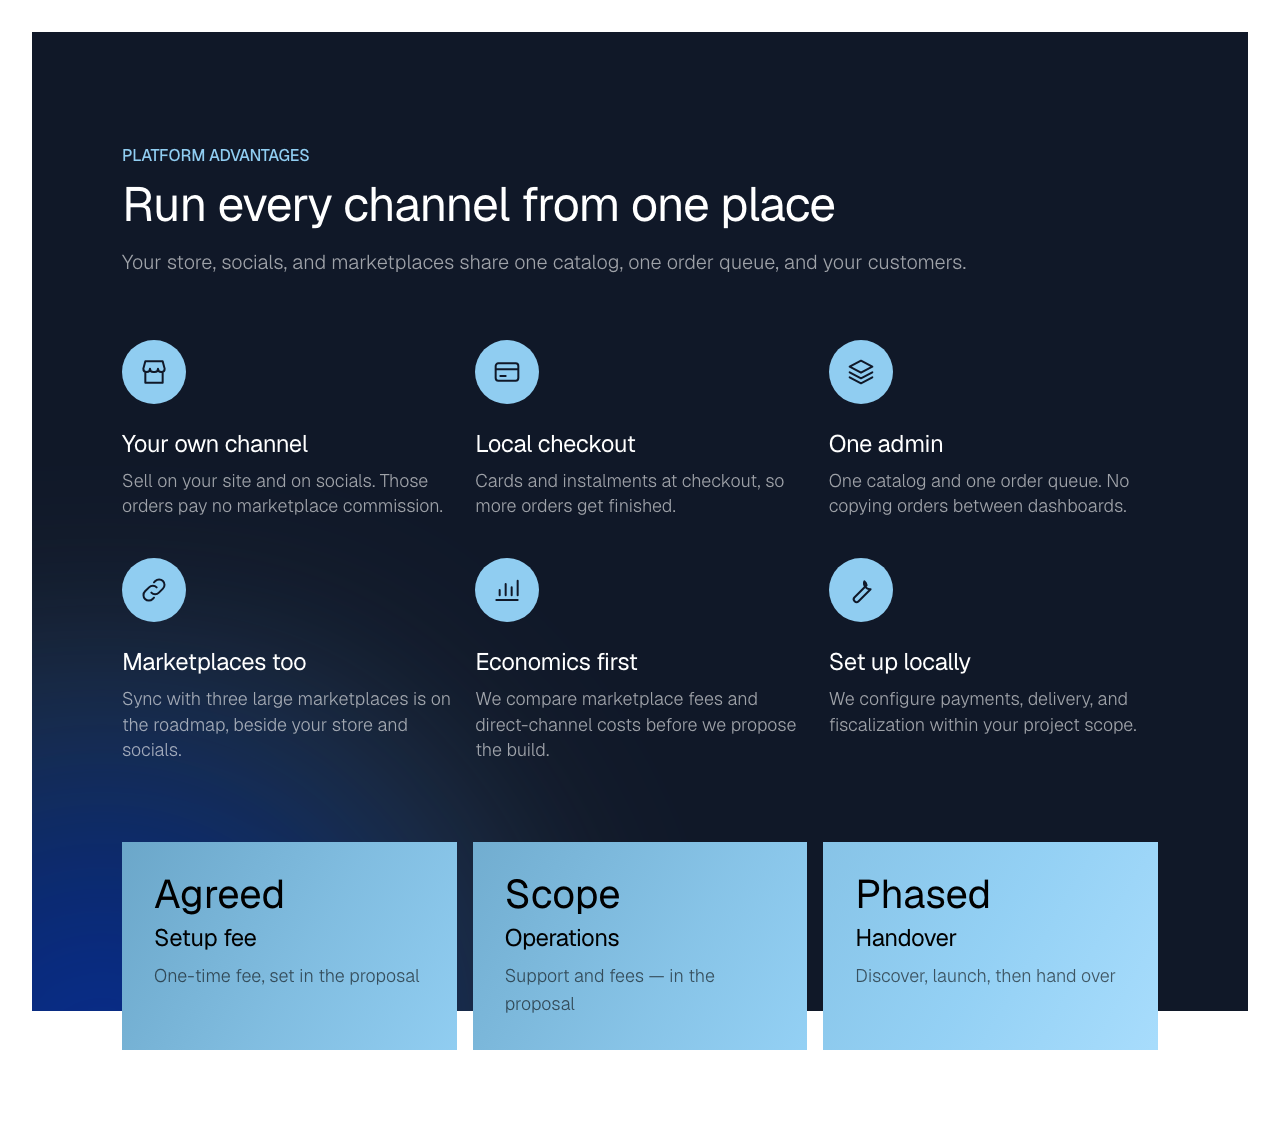 PLATFORM ADVANTAGES
Run every channel from one place
Your store, socials, and marketplaces share one catalog, one order queue, and your customers.
Your own channel
Sell on your site and on socials. Those
orders pay no marketplace commission.
Local checkout
Cards and instalments at checkout, so
more orders get finished.
One admin
One catalog and one order queue. No
copying orders between dashboards.
Marketplaces too
Sync with three large marketplaces is on
the roadmap, beside your store and
socials.
Economics first
We compare marketplace fees and
direct-channel costs before we propose
the build.
Set up locally
We configure payments, delivery, and
fiscalization within your project scope.
Agreed
Setup fee
One-time fee, set in the proposal
Scope
Operations
Support and fees — in the
proposal
Phased
Handover
Discover, launch, then hand over